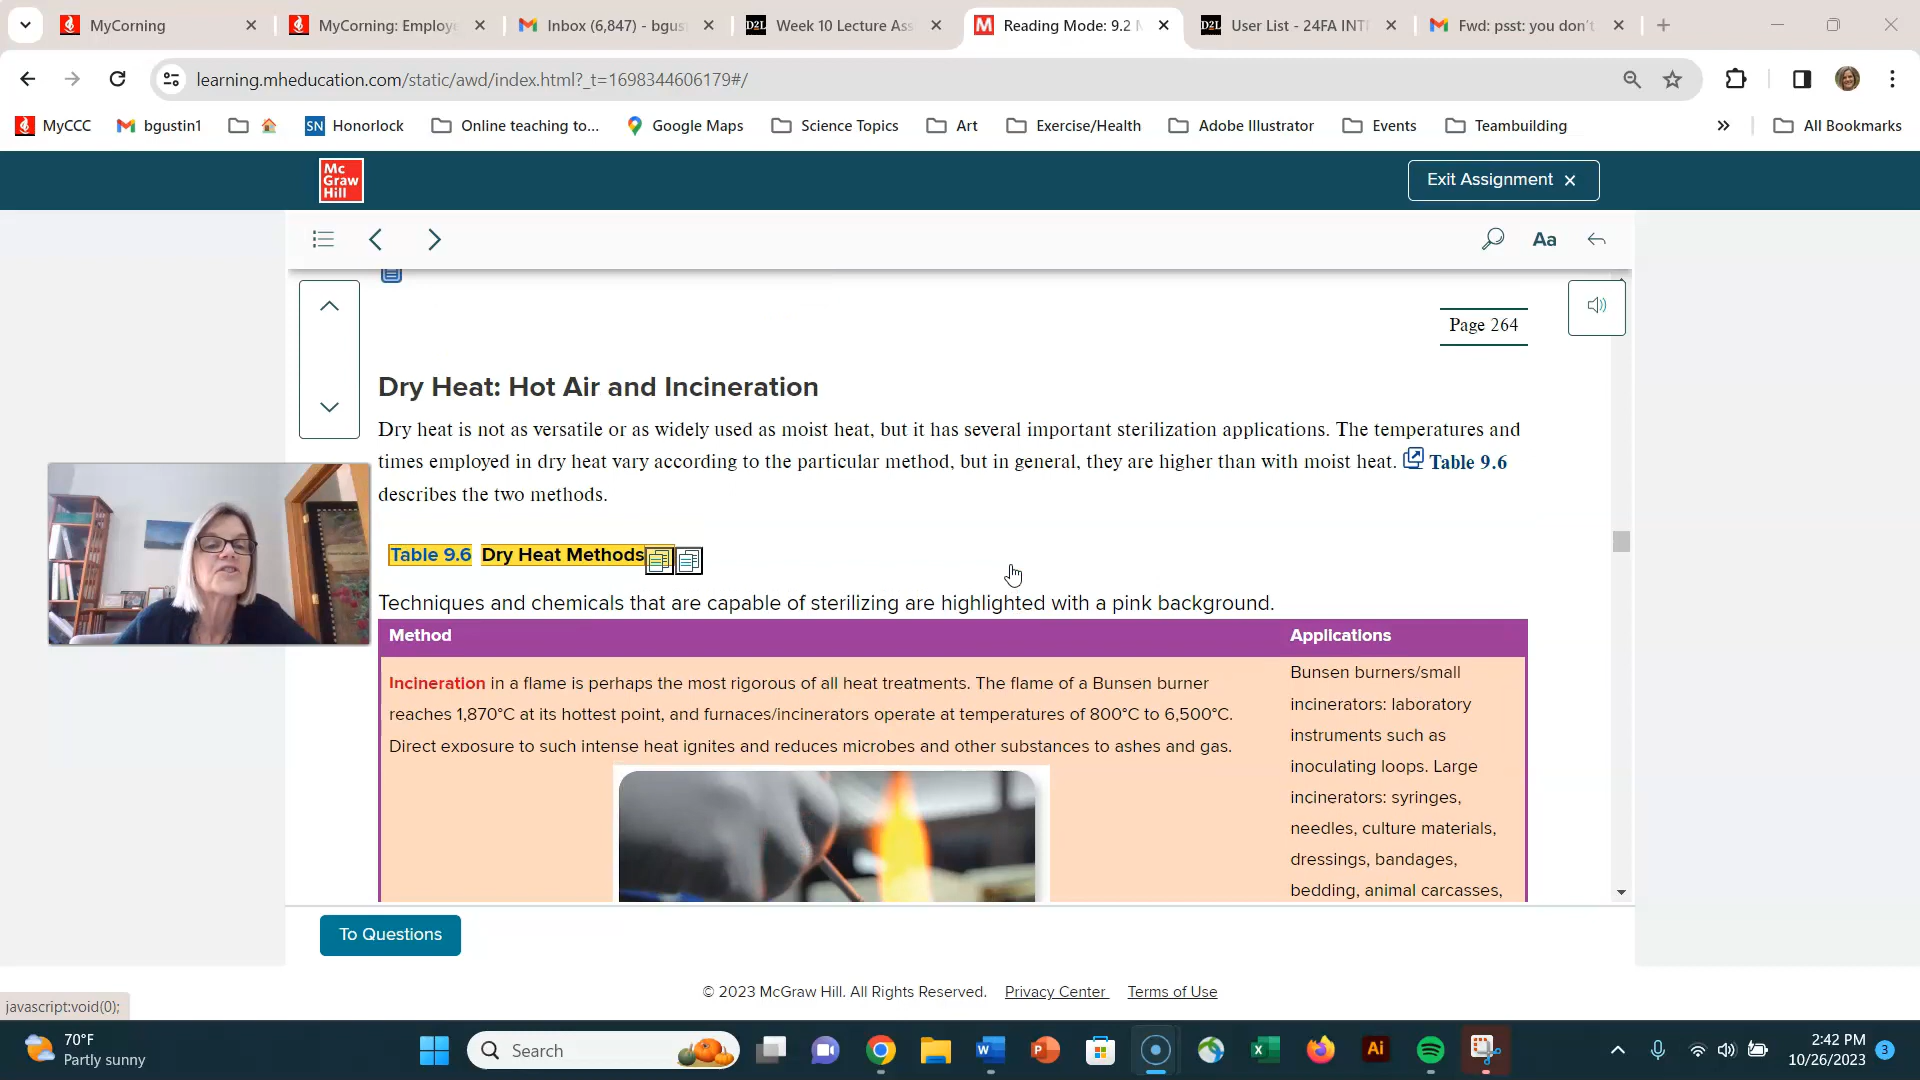 MyCorning
MyCorning: Employe
Inbox (6,847) - bgus
D2L
Week 10 Lecture Ass
M
Reading Mode: 9.2 M
D2L
User List - 24FA INT
Fwd: psst: you don't
learning.mheducation.com/static/awd/index.html?_t=1698344606179#/
MyCCC
bgustin1
SN
Honorlock
Online teaching to...
Google Maps
Science Topics
Art
Exercise/Health
Adobe Illustrator
Events
Teambuilding
»
All Bookmarks
Mc
Graw
Hill
Exit Assignment ×
Aa
Page 264
Dry Heat: Hot Air and Incineration
Dry heat is not as versatile or as widely used as moist heat, but it has several important sterilization applications. The temperatures and
times employed in dry heat vary according to the particular method, but in general, they are higher than with moist heat. Table 9.6
describes the two methods.
Table 9.6 Dry Heat Methods
Techniques and chemicals that are capable of sterilizing are highlighted with a pink background.
Method
Applications
Incineration in a flame is perhaps the most rigorous of all heat treatments. The flame of a Bunsen burner
reaches 1,870°C at its hottest point, and furnaces/incinerators operate at temperatures of 800°C to 6,500°C.
Direct exposure to such intense heat ignites and reduces microbes and other substances to ashes and gas.
Bunsen burners/small
incinerators: laboratory
instruments such as
inoculating loops. Large
incinerators: syringes,
needles, culture materials,
dressings, bandages,
bedding, animal carcasses,
To Questions
© 2023 McGraw Hill. All Rights Reserved. Privacy Center Terms of Use
javascript:void(0);
70°F
Partly sunny
Search
W
P
X
Ai
2:42 PM
10/26/2023
3